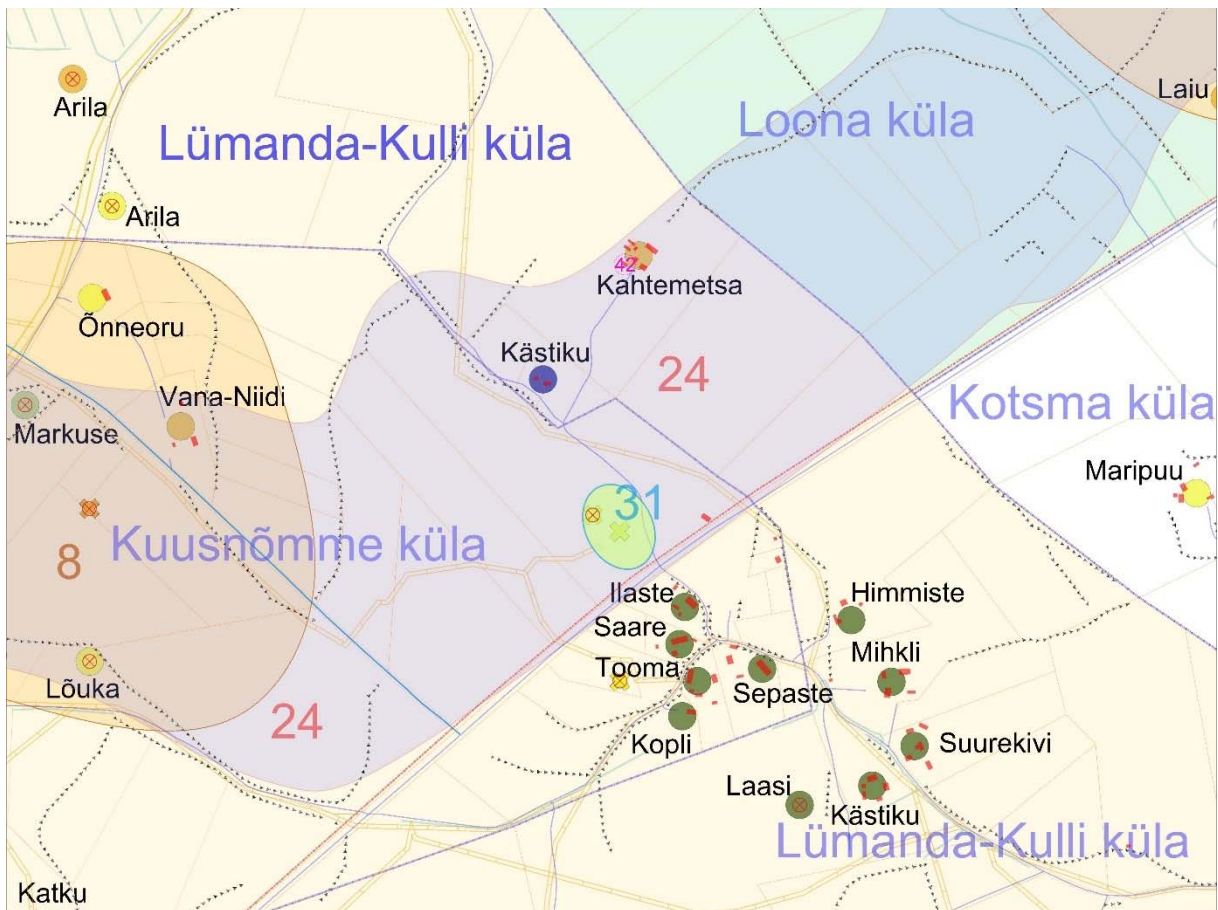 Arila
Laiu
Loona küla
Lümanda-Kulli küla
Arila
42
Kahtemetsa
Õnneoru
Kästiku
24
Vana-Niidi
Kotsma küla
Markuse
Maripuu
31
Kuusnõmme küla
8
Ilaste
Himmiste
Saare
Mihkli
Tooma
Lõuka
Sepaste
24
Kopli
Suurekivi
Laasi
Kästiku
Lümanda-Kulli küla
Katku